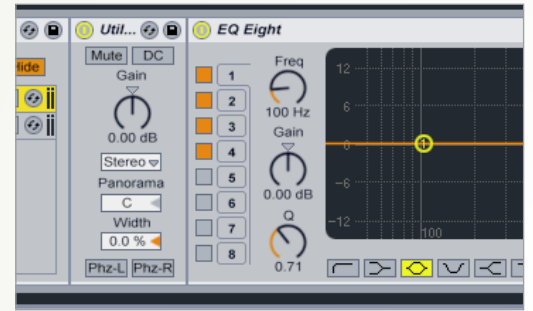 Util...
EQ Eight
Hide
Mute DC
Gain
0.00 dB
Stereo
Panorama
C
Width
0.0 %
Phz-L Phz-R
1
2
3
4
5
6
7
8
Freq
100 Hz
Gain
0.00 dB
Q
0.71
12
6
0
-6
-12
1
100